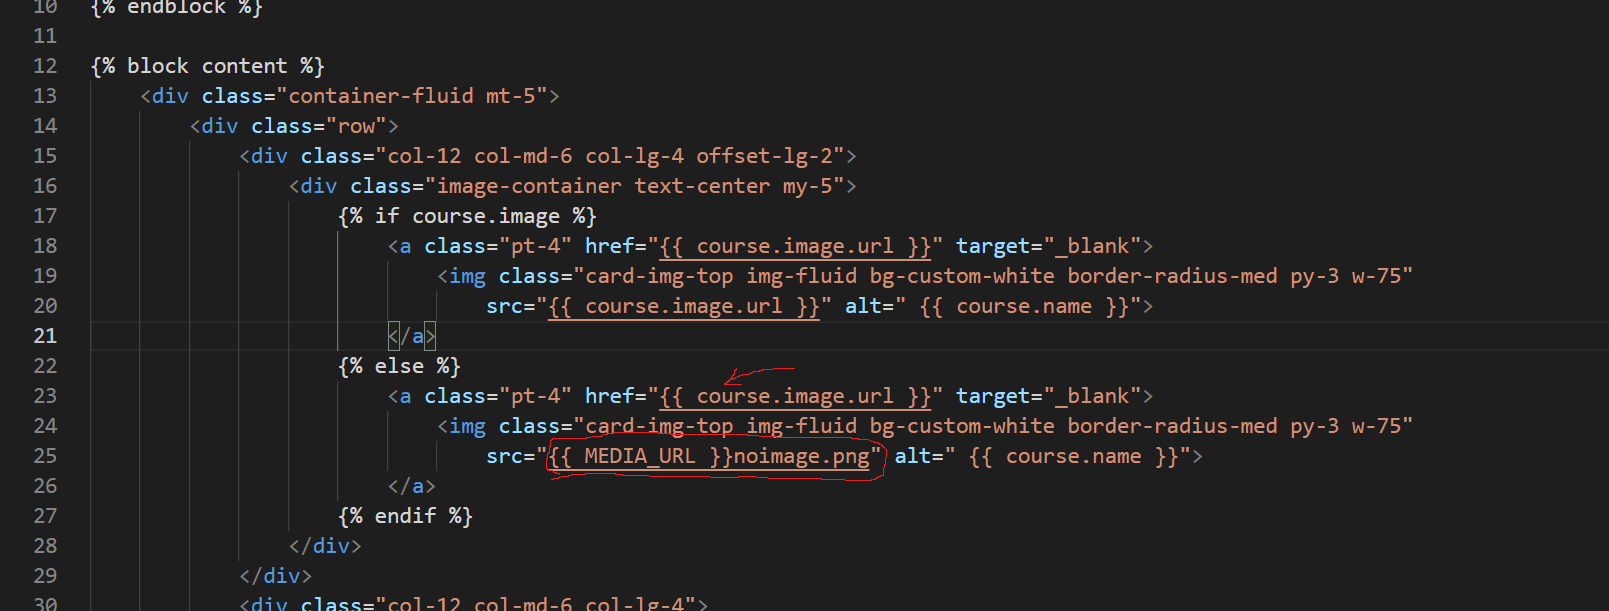 10 {% endblock %}
11
12 {% block content %}
13 <div class="container-fluid mt-5">
14 <div class="row">
15 <div class="col-12 col-md-6 col-lg-4 offset-lg-2">
16 <div class="image-container text-center my-5">
17 {% if course.image %}
18 <a class="pt-4" href="{{ course.image.url }}" target="_blank">
19 <img class="card-img-top img-fluid bg-custom-white border-radius-med py-3 w-75"
20 src="{{ course.image.url }}" alt=" {{ course.name }}">
21 </a>
22 {% else %}
23 <a class="pt-4" href="{{ course.image.url }}" target="_blank">
24 <img class="card-img-top img-fluid bg-custom-white border-radius-med py-3 w-75"
25 src="{{ MEDIA_URL }}noimage.png" alt=" {{ course.name }}">
26 </a>
27 {% endif %}
28 </div>
29 </div>
30 <div class="col-12 col-md-6 col-lg-4">